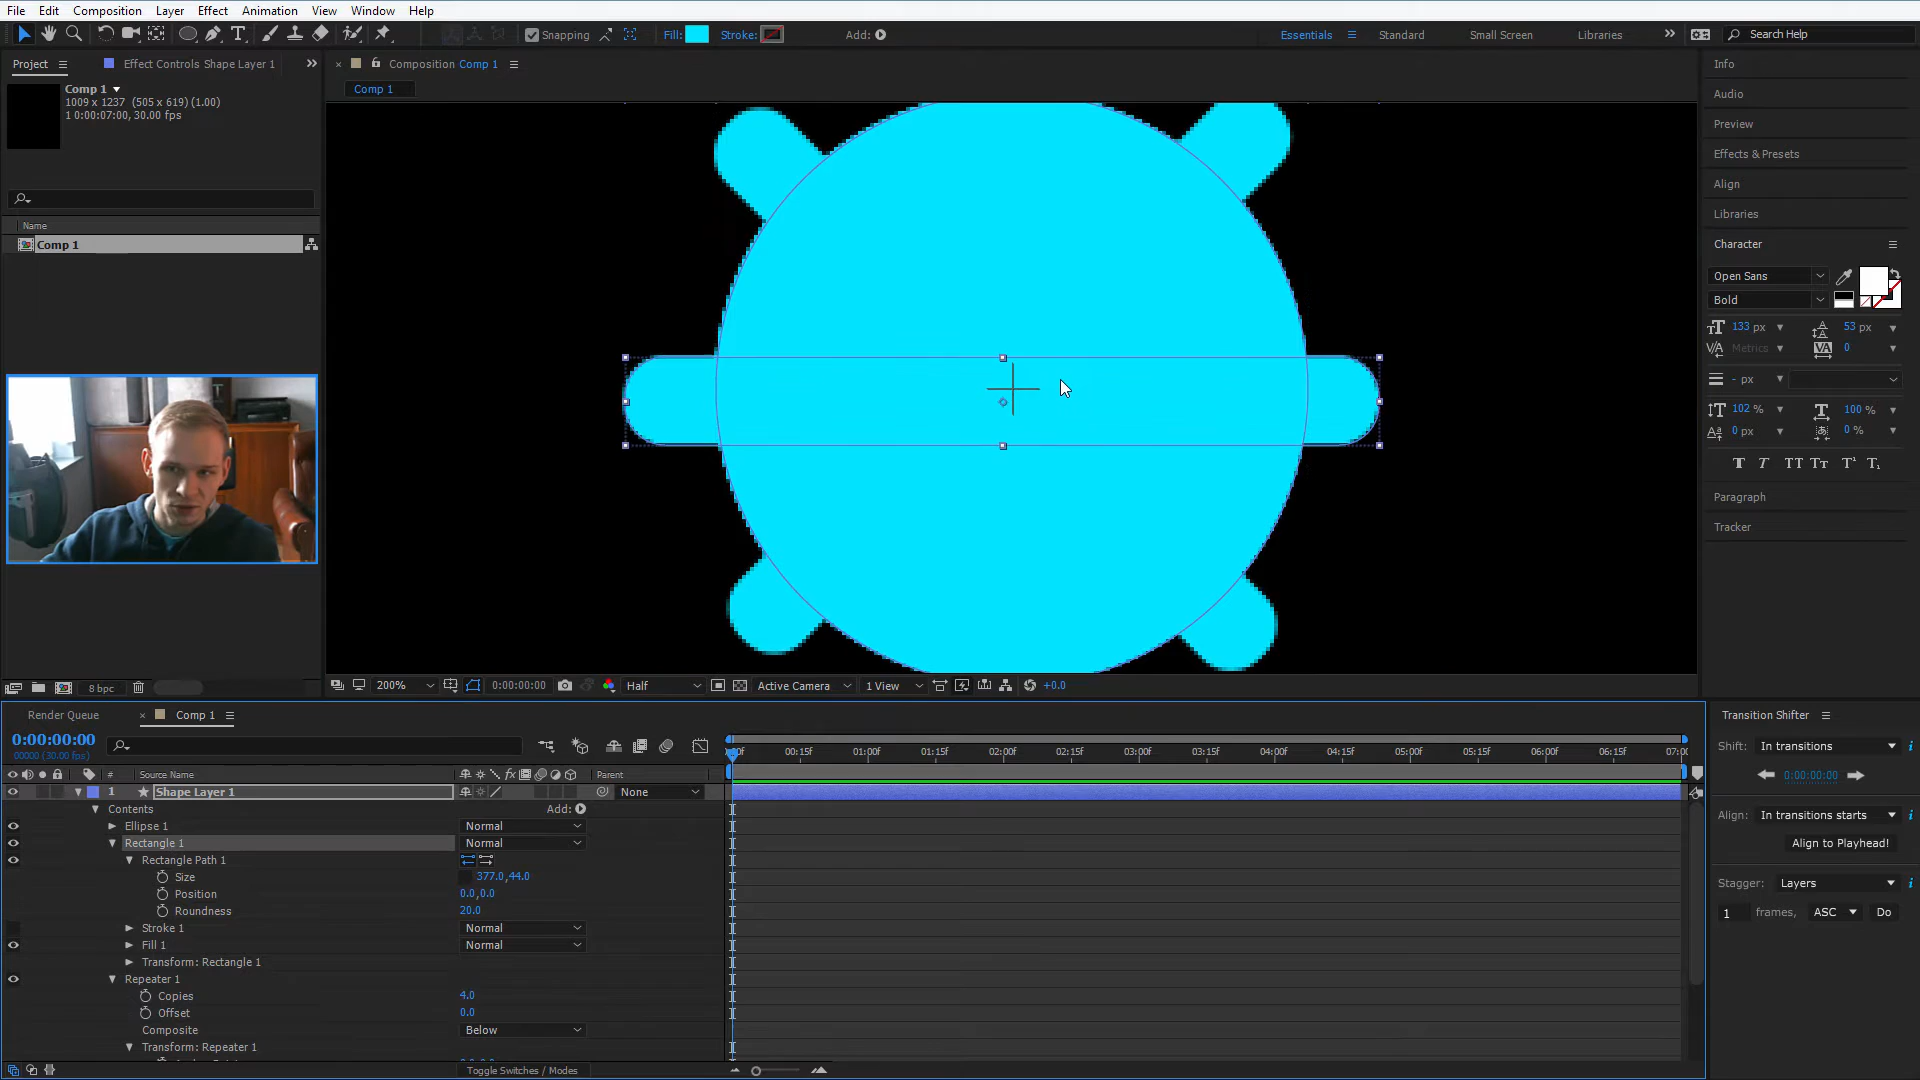 File Edit Composition Layer Effect Animation View Window Help
Snapping Fill: Stroke: Add: Essentials Standard Small Screen Libraries Search Help
Project Effect Controls Shape Layer 1
Composition Comp 1
Info
Comp 1
1009 x 1237 (505 x 619) (1.00)
1 0:00:07:00, 30.00 fps
Comp 1
Audio
Preview
Effects & Presets
Align
Libraries
Name
Comp 1
Character
Open Sans
Bold
133 px 53 px
Metrics 0
- px
102 % 100 %
0 px 0 %
T T TT Tт T¹ T₁
Paragraph
Tracker
8 bpc
200% 0:00:00:00 Half Active Camera 1 View +0.0
Render Queue Comp 1
0:00:00:00
00000 (30.00 fps)
# Source Name Parent
00f 00:15f 01:00f 01:15f 02:00f 02:15f 03:00f 03:15f 04:00f 04:15f 05:00f 05:15f 06:00f 06:15f 07:00
1 Shape Layer 1 None
Contents Add:
Ellipse 1 Normal
Rectangle 1 Normal
Rectangle Path 1
Size 377.0,44.0
Position 0.0,0.0
Roundness 20.0
Stroke 1 Normal
Fill 1 Normal
Transform: Rectangle 1
Repeater 1
Copies 4.0
Offset 0.0
Composite Below
Transform: Repeater 1
Toggle Switches / Modes
Transition Shifter
Shift: In transitions
0:00:00:00
Align: In transitions starts
Align to Playhead!
Stagger: Layers
1 frames, ASC Do